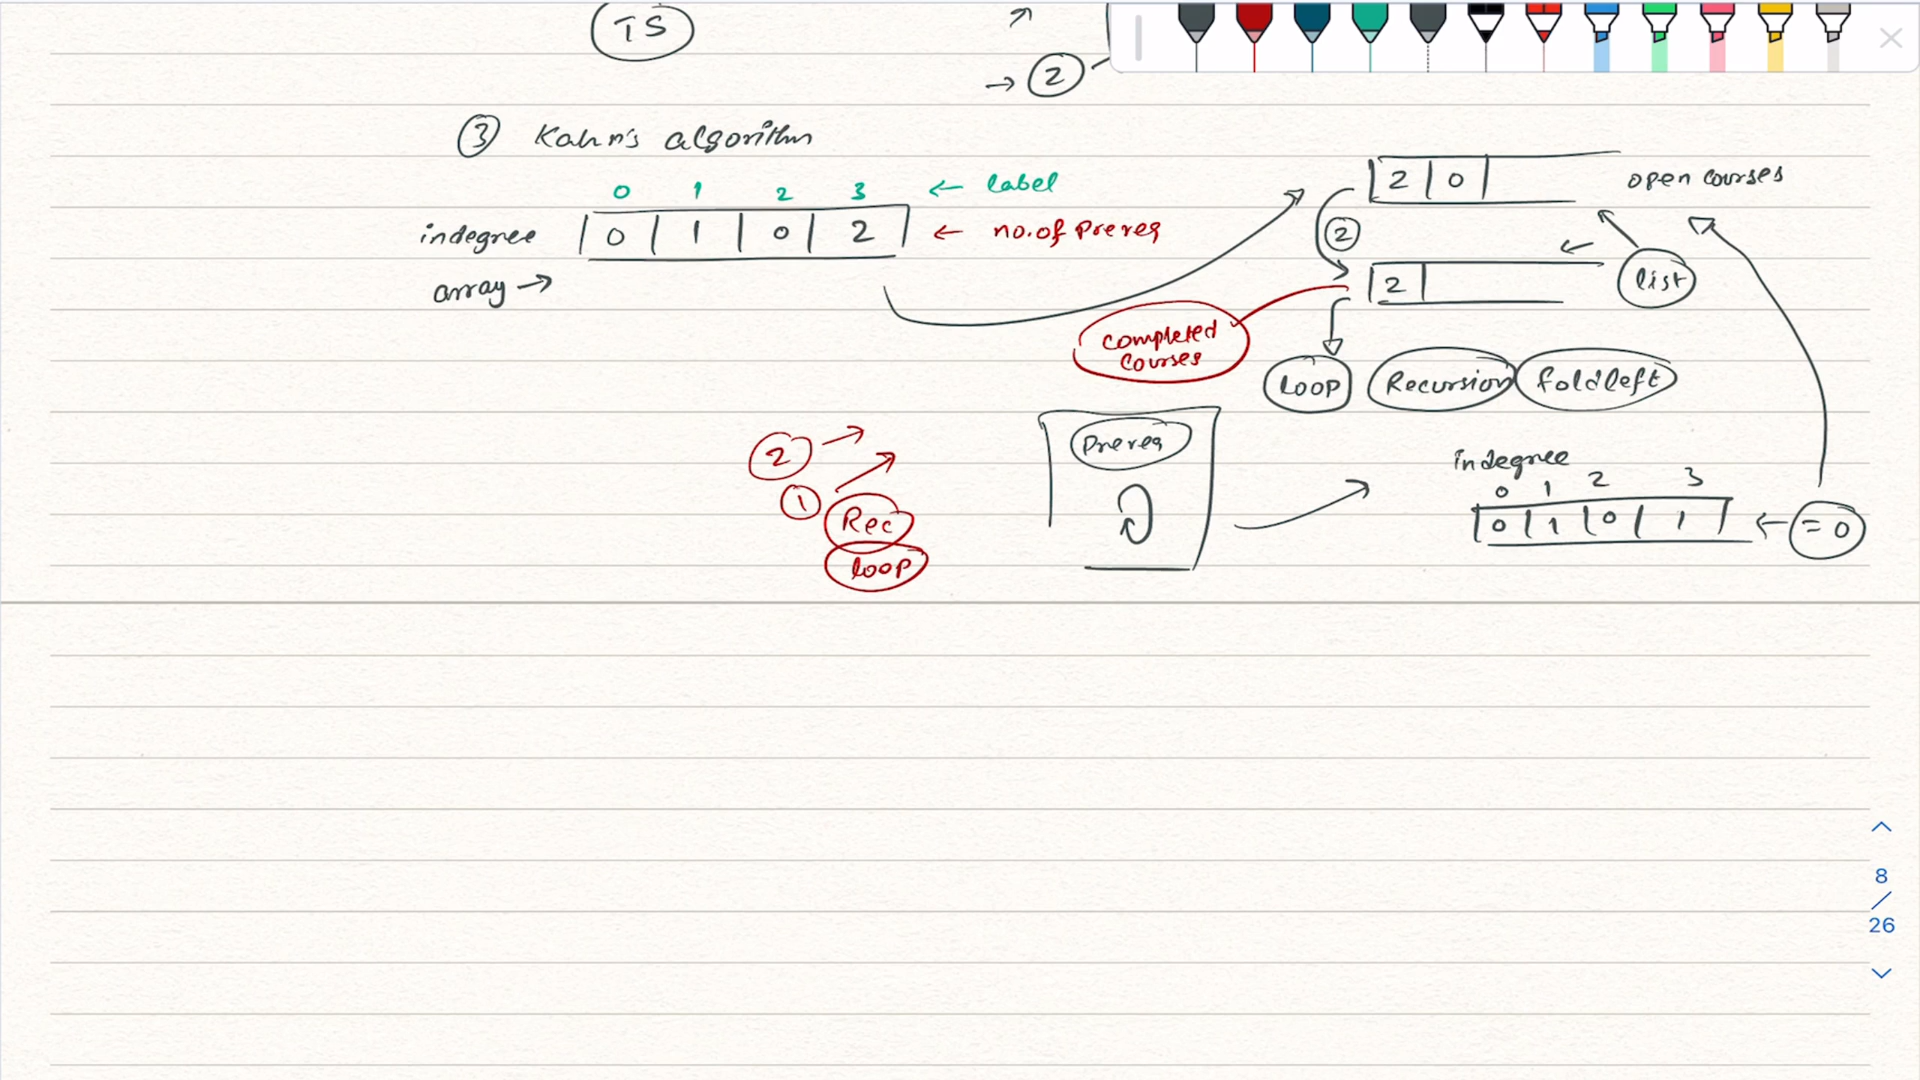 TS
→ 2
③ Kahn's algorithm
0 1 2 3 ← label
indegree 0 1 0 2 ← no.of Prereq
array →
2 0 open courses
2
2 list
completed
courses
loop Recursion foldleft
Prereq
2 →
1
Rec
loop
indegree
0 1 2 3
0 1 0 1 ← = 0
8
/
26